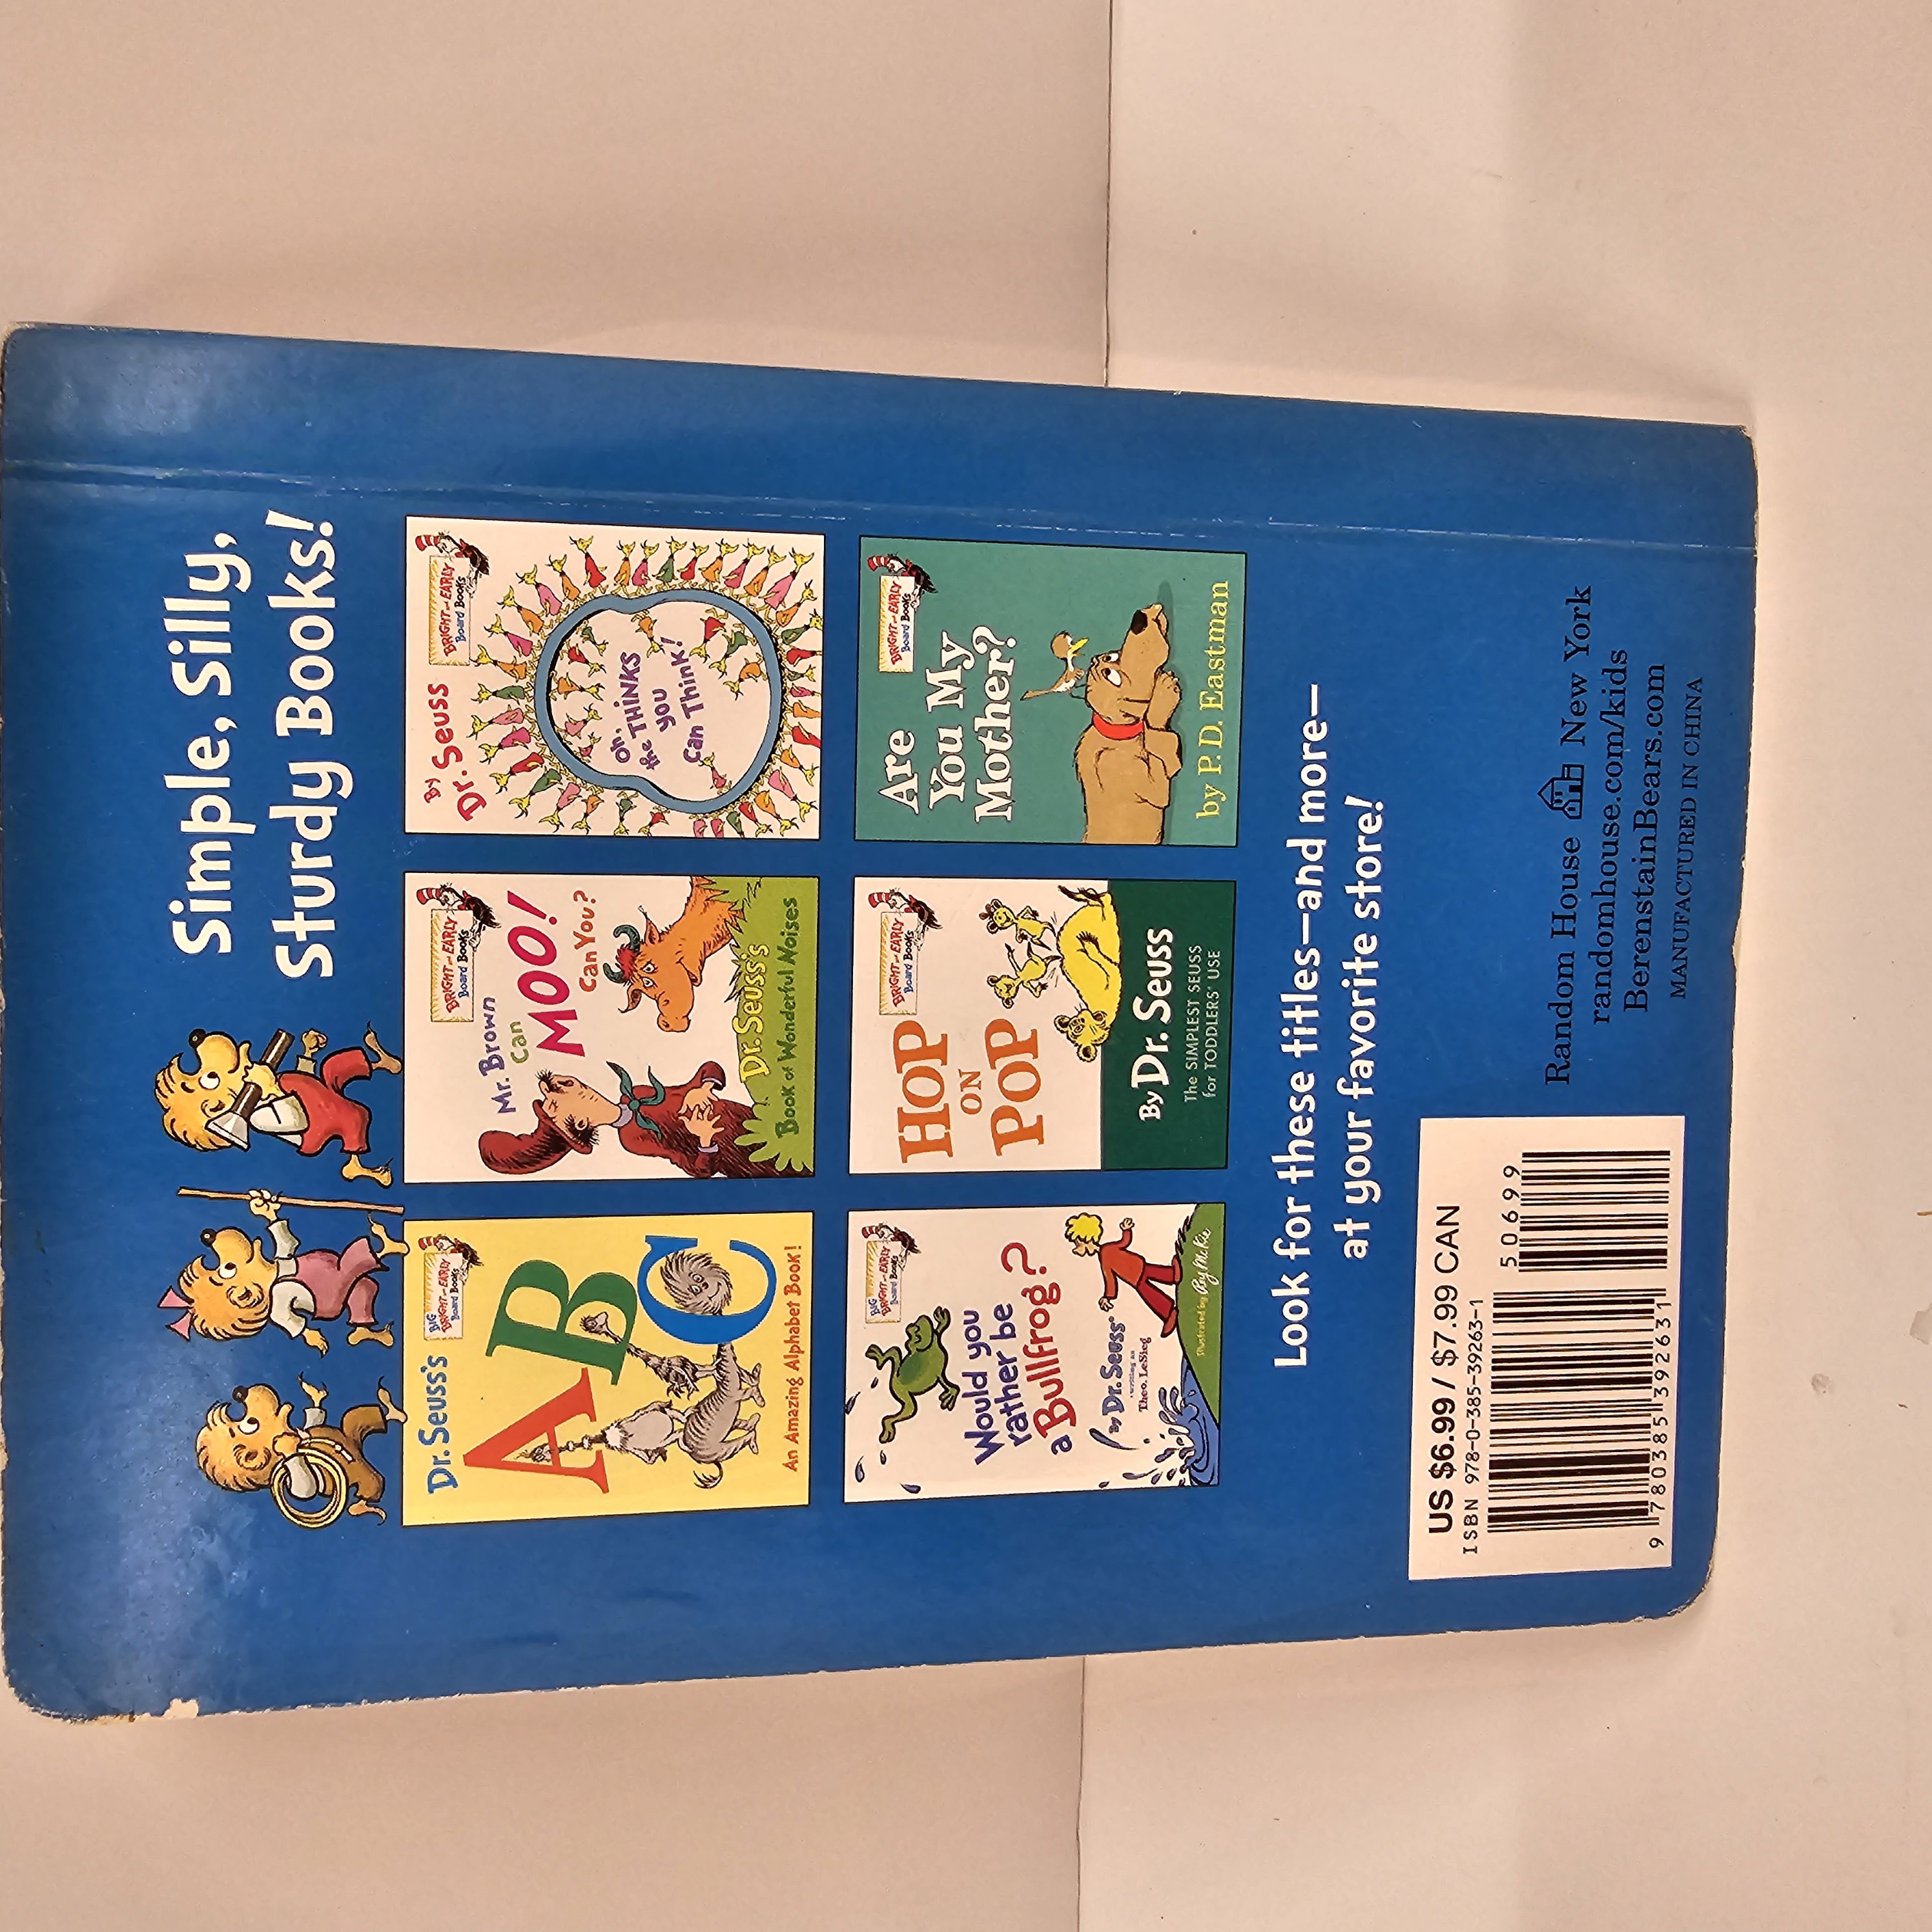 Simple, Silly,
Sturdy Books!
Dr. Seuss's
BIG
BRIGHT and EARLY
Board Books
A
B
C
An Amazing Alphabet Book!
BRIGHT and EARLY
Board Books
Mr. Brown
Can
MOO!
Can You?
Dr. Seuss's
Book of Wonderful Noises
By
Dr. Seuss
BRIGHT and EARLY
Board Books
Oh,
the THINKS
you
Can Think!
BIG
BRIGHT and EARLY
Board Books
Would you
rather be
a Bullfrog?
By Dr. Seuss
writing as
Theo. LeSieg
Illustrated by Roy McKie
BRIGHT and EARLY
Board Books
HOP
ON
POP
By Dr. Seuss
The SIMPLEST SEUSS
for TODDLERS' USE
BRIGHT and EARLY
Board Books
Are
You My
Mother?
by P.D. Eastman
Look for these titles—and more—
at your favorite store!
US $6.99 / $7.99 CAN
ISBN 978-0-385-39263-1
50699
9 780385 392631
Random House New York
randomhouse.com/kids
BerenstainBears.com
MANUFACTURED IN CHINA